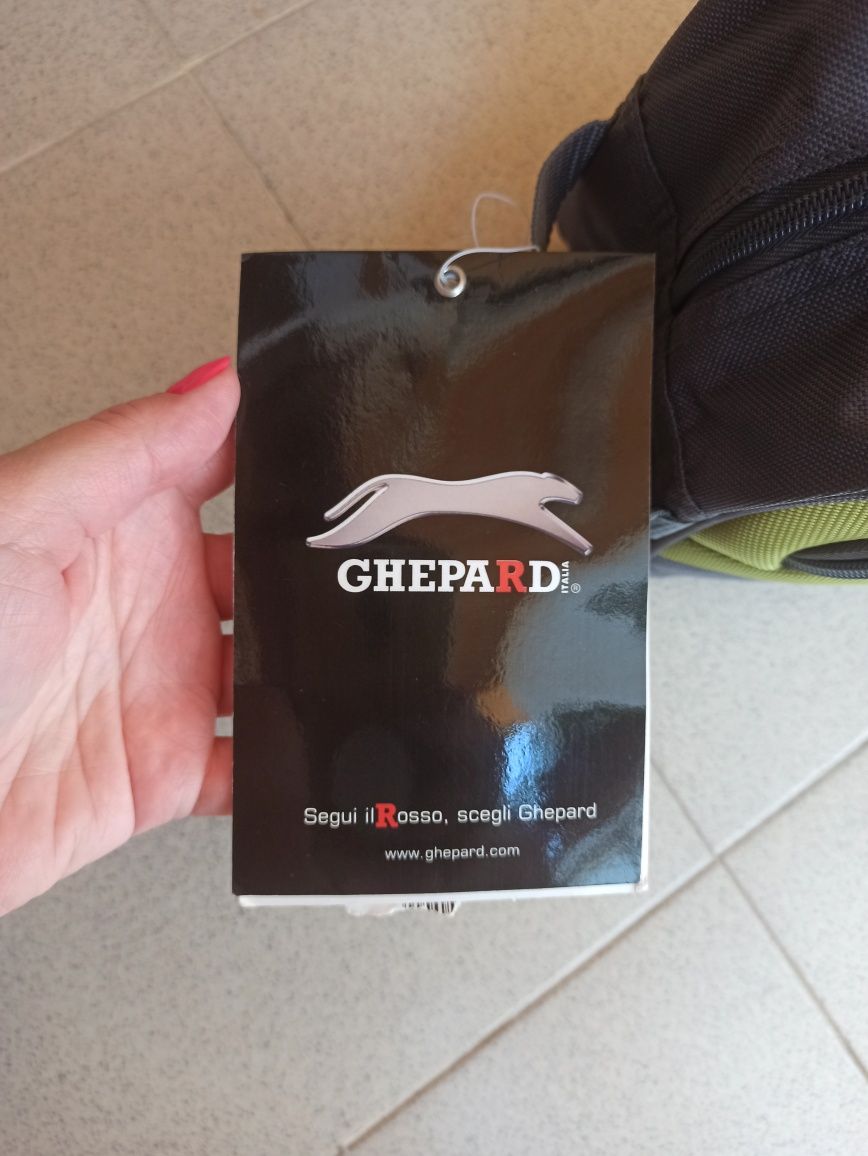 GHEPARD
ITALIA
®
Segui il Rosso, scegli Ghepard
www.ghepard.com